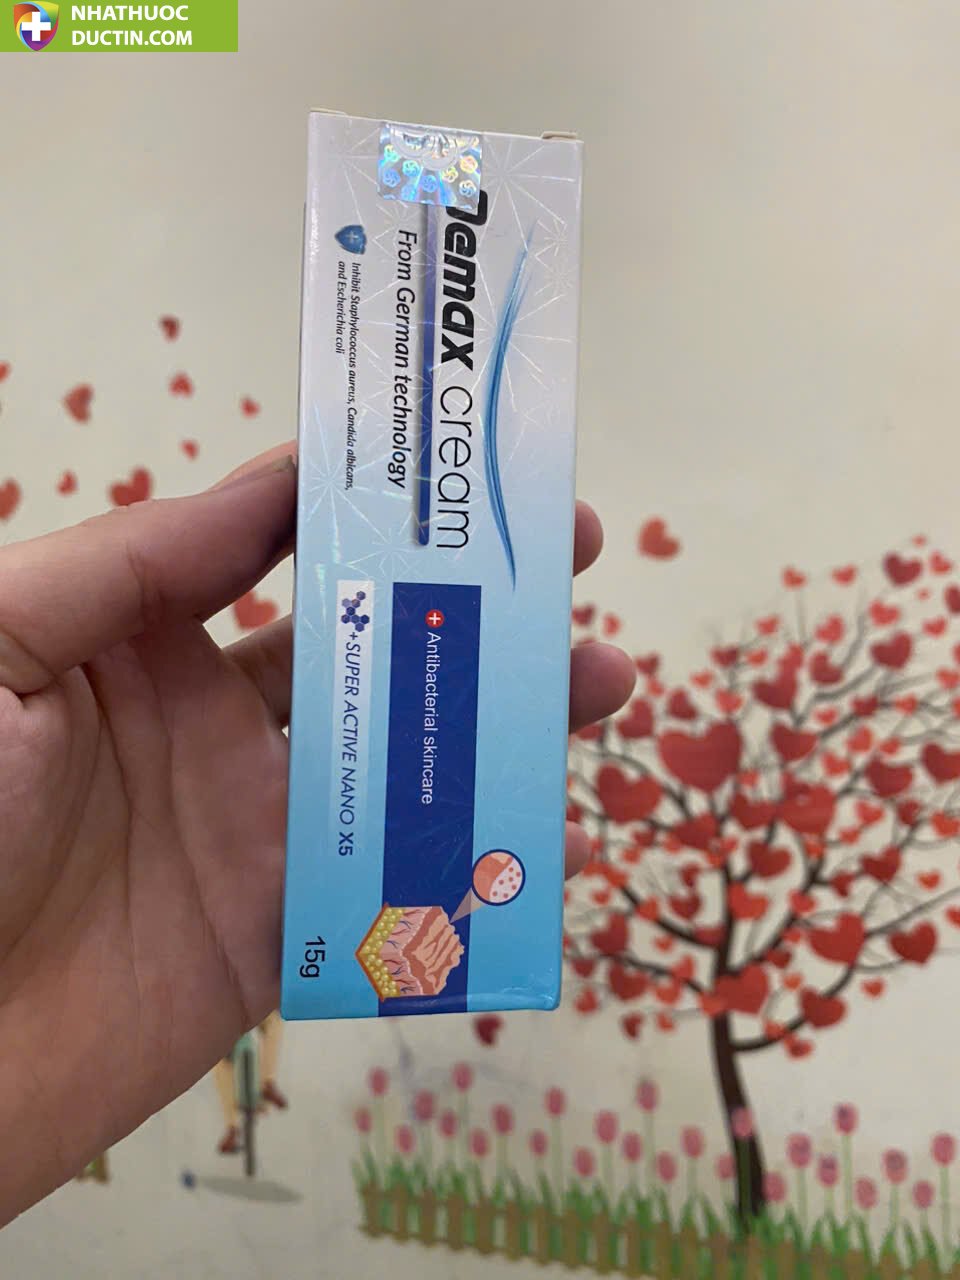 NHATHUOC
DUCTIN.COM
cream
From German technology
Inhibit Staphylococcus aureus, Candida albicans,
and Escherichia coli
Antibacterial skincare
+SUPER ACTIVE NANO X5
15g